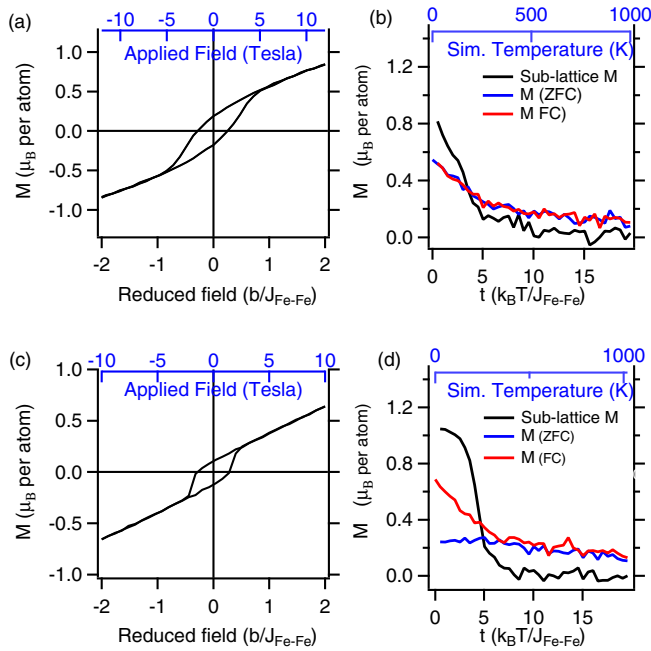 (a)
-10 -5 0 5 10
Applied Field (Tesla)
1.0
0.5
0.0
-0.5
-1.0
M (μB per atom)
-2 -1 0 1 2
Reduced field (b/JFe-Fe)
(b)
0 500 1000
Sim. Temperature (K)
Sub-lattice M
M (ZFC)
M FC)
1.2
0.8
0.4
0.0
M (μB per atom)
0 5 10 15
t (kBT/JFe-Fe)
(c)
-10 -5 0 5 10
Applied Field (Tesla)
1.0
0.5
0.0
-0.5
-1.0
M (μB per atom)
-2 -1 0 1 2
Reduced field (b/JFe-Fe)
(d)
0 1000
Sim. Temperature (K)
Sub-lattice M
M (ZFC)
M (FC)
1.2
0.8
0.4
0.0
M (μB per atom)
0 5 10 15
t (kBT/JFe-Fe)